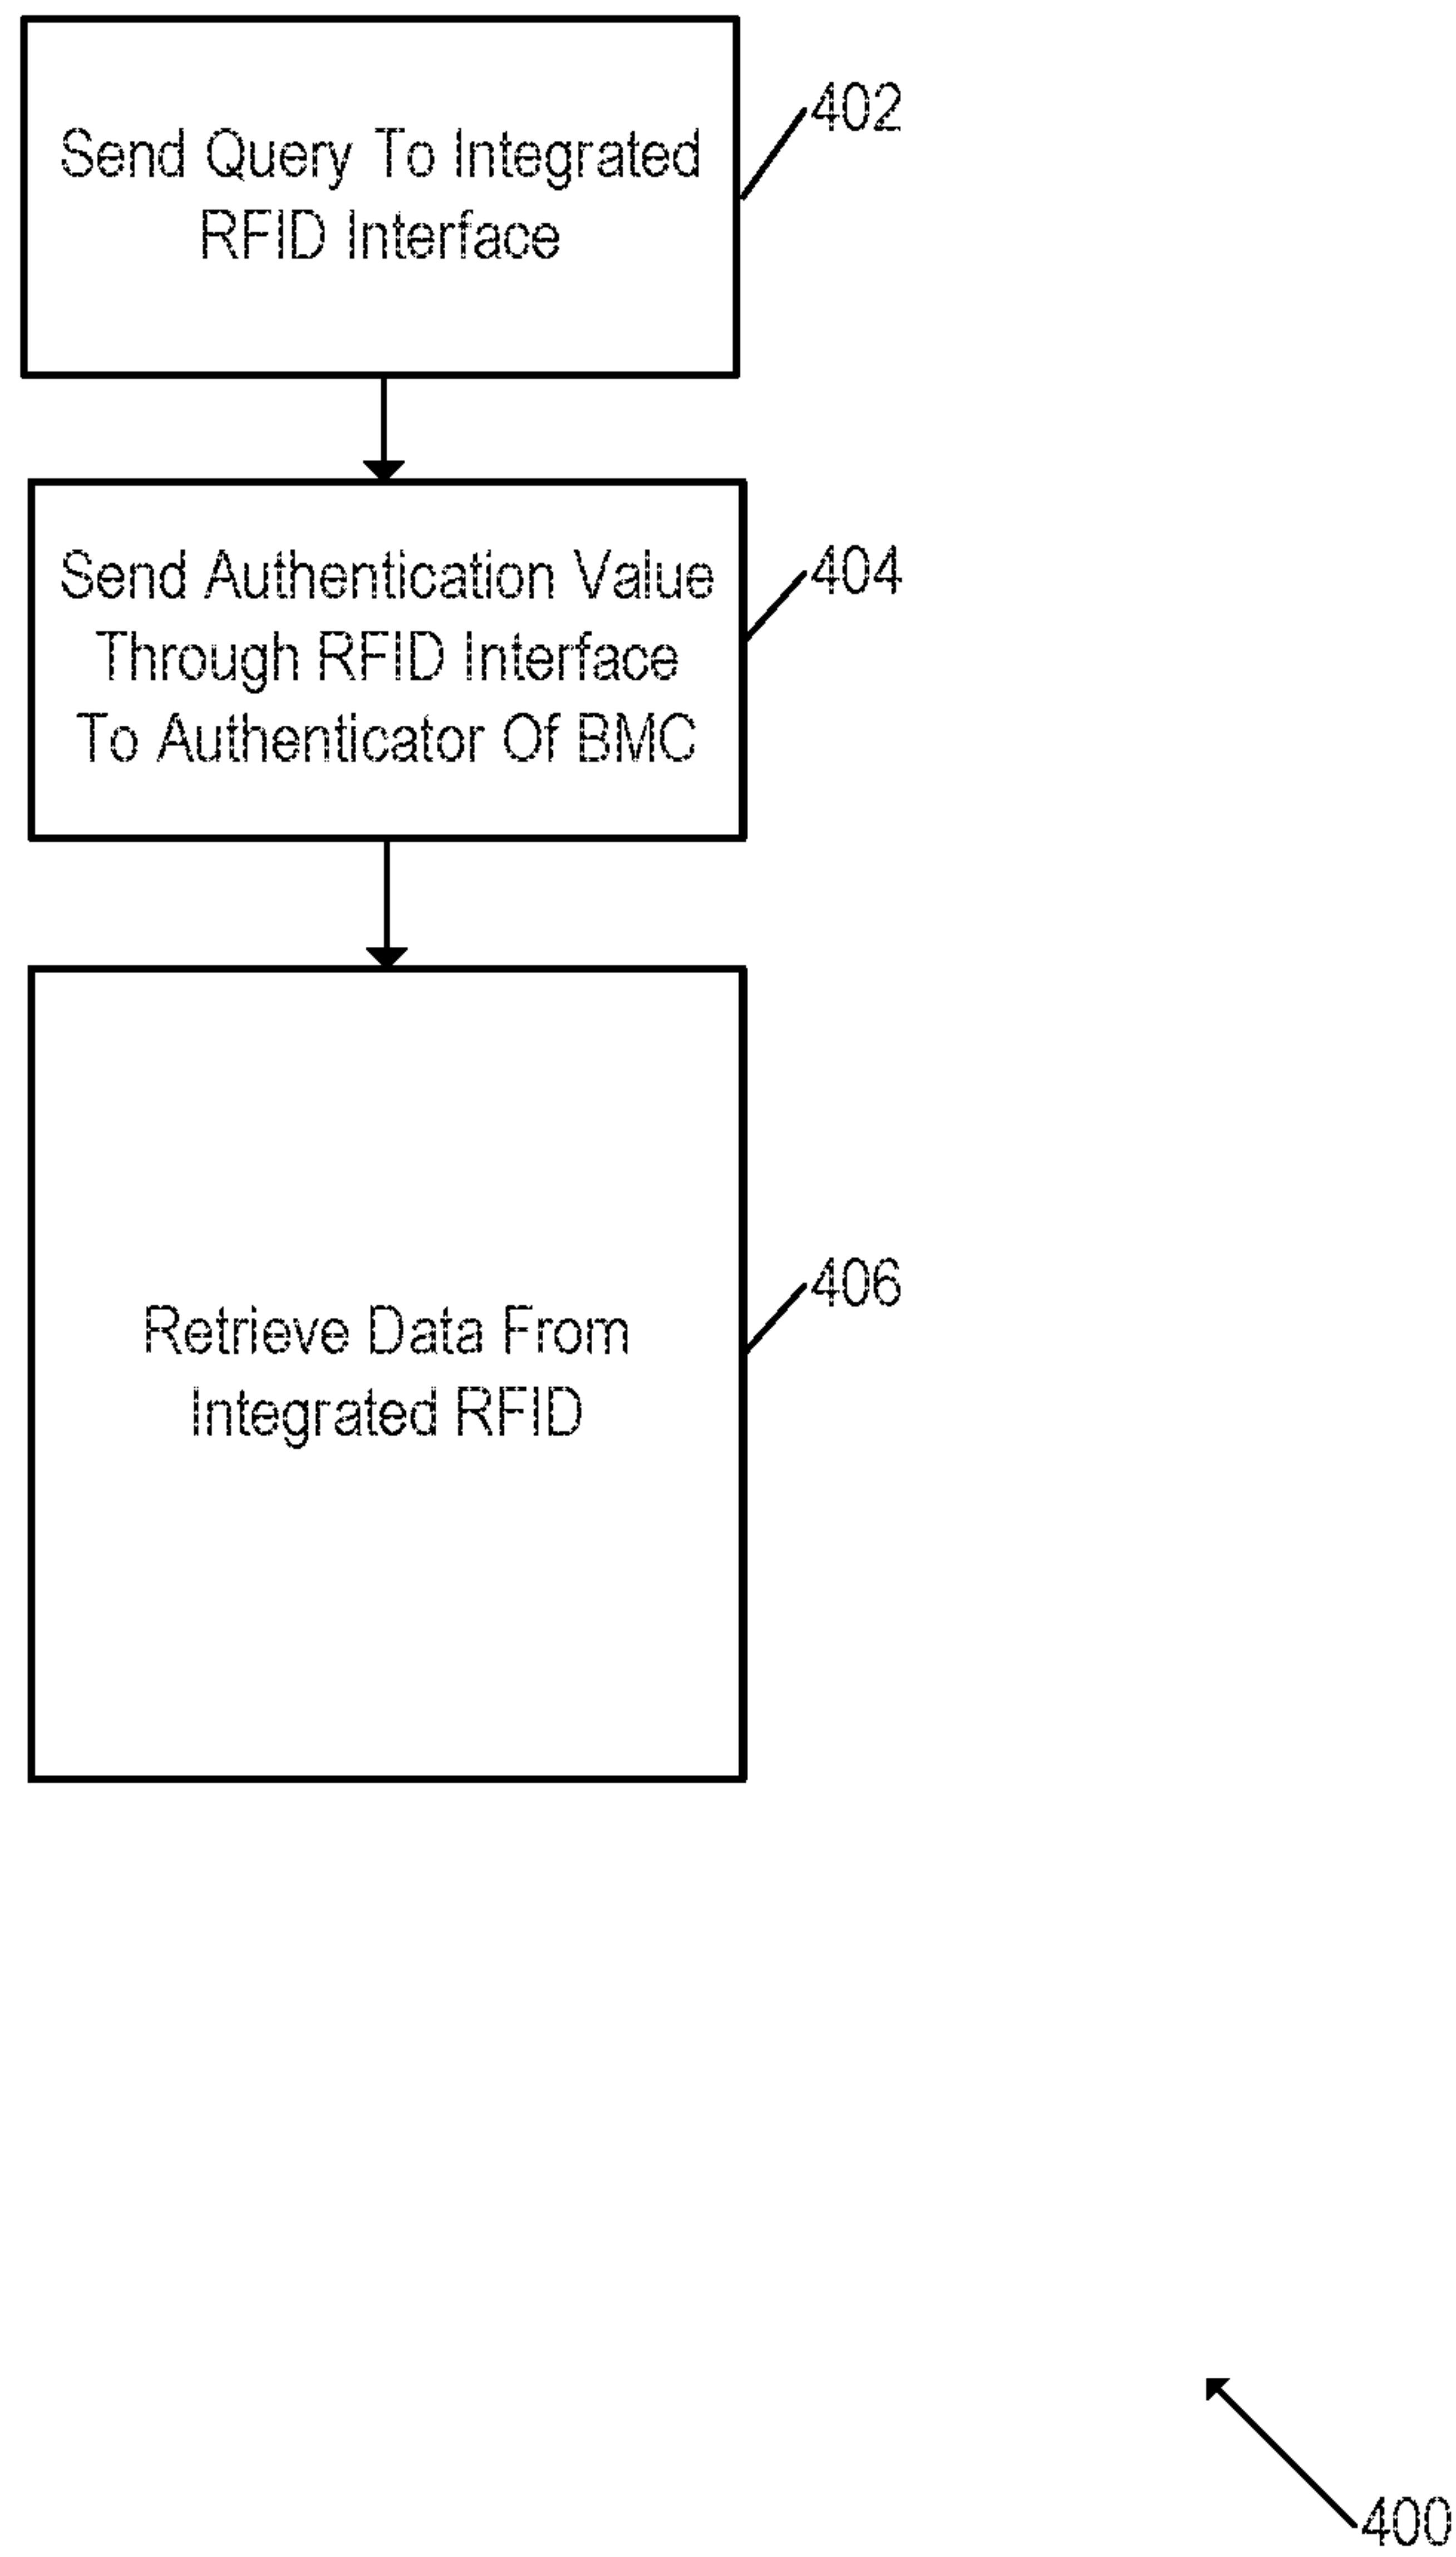 Send Query To Integrated
RFID Interface
402
Send Authentication Value
Through RFID Interface
To Authenticator Of BMC
404
Retrieve Data From
Integrated RFID
406
400